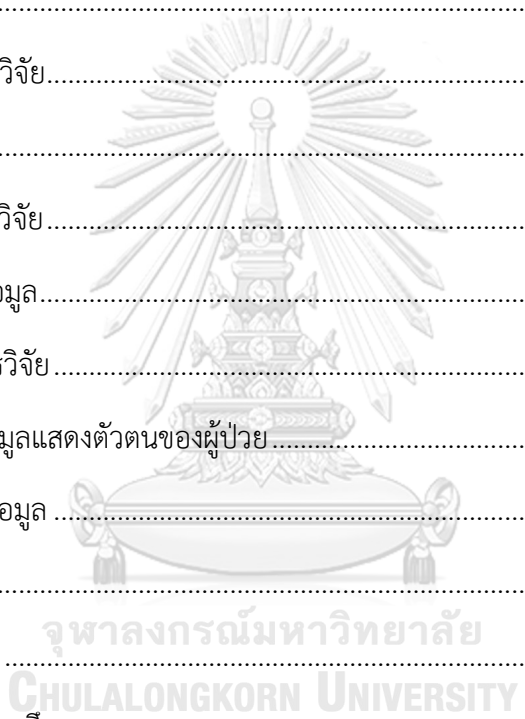 วิจัย
วิจัย
อมูล
รวิจัย
มูลแสดงตัวตนของผู้ป่วย
อมูล
จุฬาลงกรณ์มหาวิทยาลัย
CHULALONGKORN UNIVERSITY